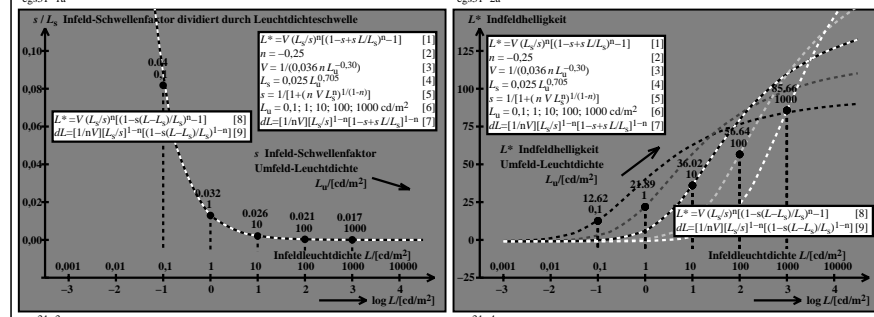 s / Ls Infeld-Schwellenfaktor dividiert durch Leuchtdichteschwelle
L*=V (Ls/s)^n[(1−s+s L/Ls)^n−1] [1]
n = −0,25 [2]
V = 1/(0,036 n Lu^−0,30) [3]
Ls = 0,025 Lu^0,705 [4]
s = 1/[1+( n V Ls^n)^1/(1-n)] [5]
Lu = 0,1; 1; 10; 100; 1000 cd/m² [6]
dL=[1/nV][Ls/s]^1−n[1−s+s L/Ls]^1−n [7]
0,10
0,08
0,06
0,04
0,02
0,00
0.04
0,1
L*=V (Ls/s)^n[(1−s(L−Ls)/Ls)^n−1] [8]
dL=[1/nV][Ls/s]^1−n[(1−s(L−Ls)/Ls)^1−n] [9]
s Infeld-Schwellenfaktor
Umfeld-Leuchtdichte
Lu/[cd/m²]
0.032
1
0.026
10
0.021
100
0.017
1000
Infeldleuchtdichte L/[cd/m²]
0,001 0,01 0,1 1 10 100 1000 10000
−3 −2 −1 0 1 2 3
log L/[cd/m²]
L* Indfeldhelligkeit
L*=V (Ls/s)^n[(1−s+s L/Ls)^n−1] [1]
n = −0,25 [2]
V = 1/(0,036 n Lu^−0,30) [3]
Ls = 0,025 Lu^0,705 [4]
s = 1/[1+( n V Ls^n)^1/(1-n)] [5]
Lu = 0,1; 1; 10; 100; 1000 cd/m² [6]
dL=[1/nV][Ls/s]^1−n[1−s+s L/Ls]^1−n [7]
125
100
75
50
25
0
−25
L* Indfeldhelligkeit
Umfeld-Leuchtdichte
Lu/[cd/m²]
12.62
0,1
21.89
1
36.02
10
56.64
100
85.66
1000
L*=V (Ls/s)^n[(1−s(L−Ls)/Ls)^n−1] [8]
dL=[1/nV][Ls/s]^1−n[(1−s(L−Ls)/Ls)^1−n] [9]
Infeldleuchtdichte L/[cd/m²]
0,001 0,01 0,1 1 10 100 1000 10000
−3 −2 −1 0 1 2 3
log L/[cd/m²]